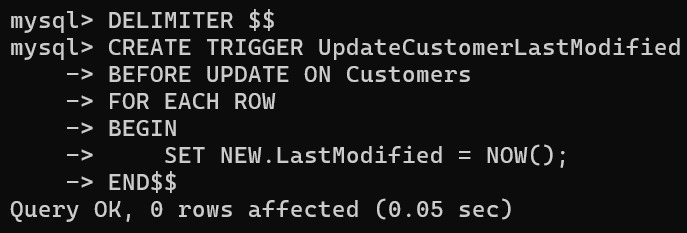 mysql> DELIMITER $$
mysql> CREATE TRIGGER UpdateCustomerLastModified
    -> BEFORE UPDATE ON Customers
    -> FOR EACH ROW
    -> BEGIN
    ->     SET NEW.LastModified = NOW();
    -> END$$
Query OK, 0 rows affected (0.05 sec)